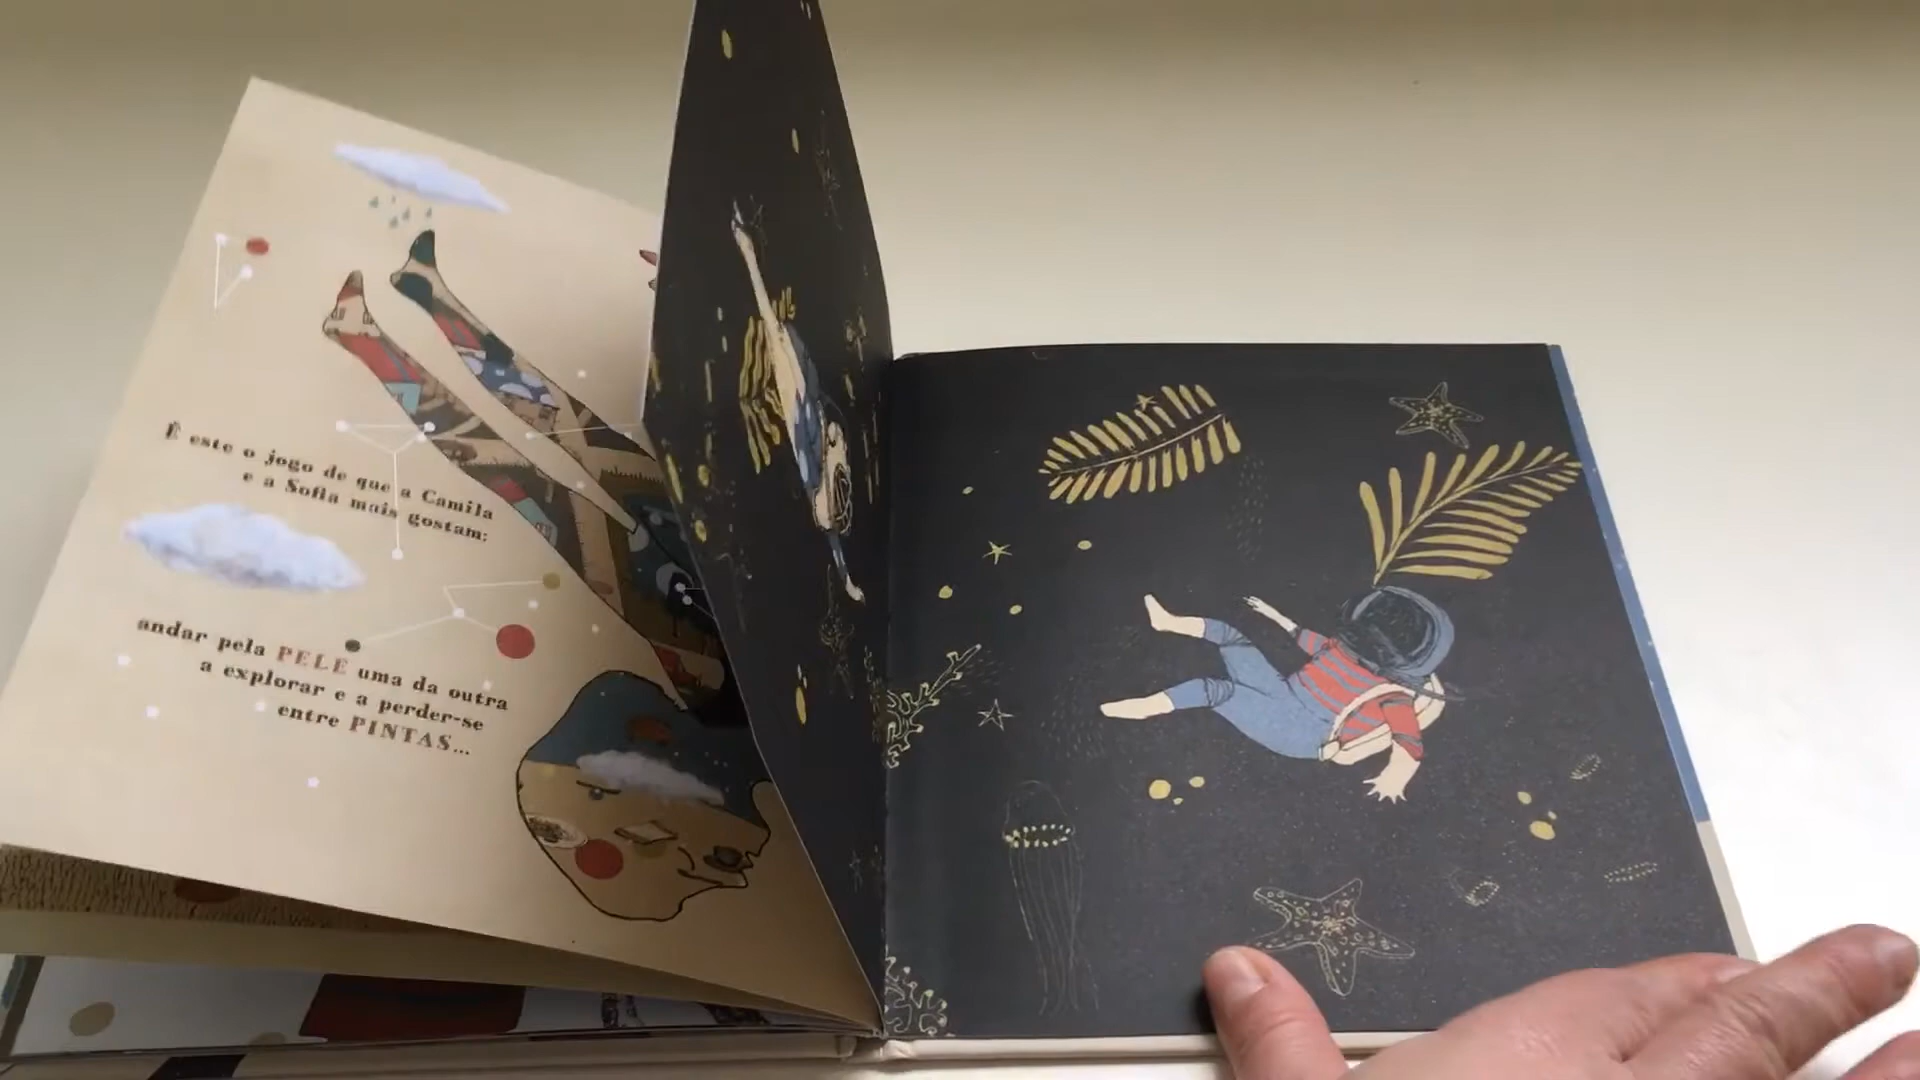 É este o jogo de que a Camila
e a Sofia mais gostam:
andar pela PELE uma da outra
a explorar e a perder-se
entre PINTAS...